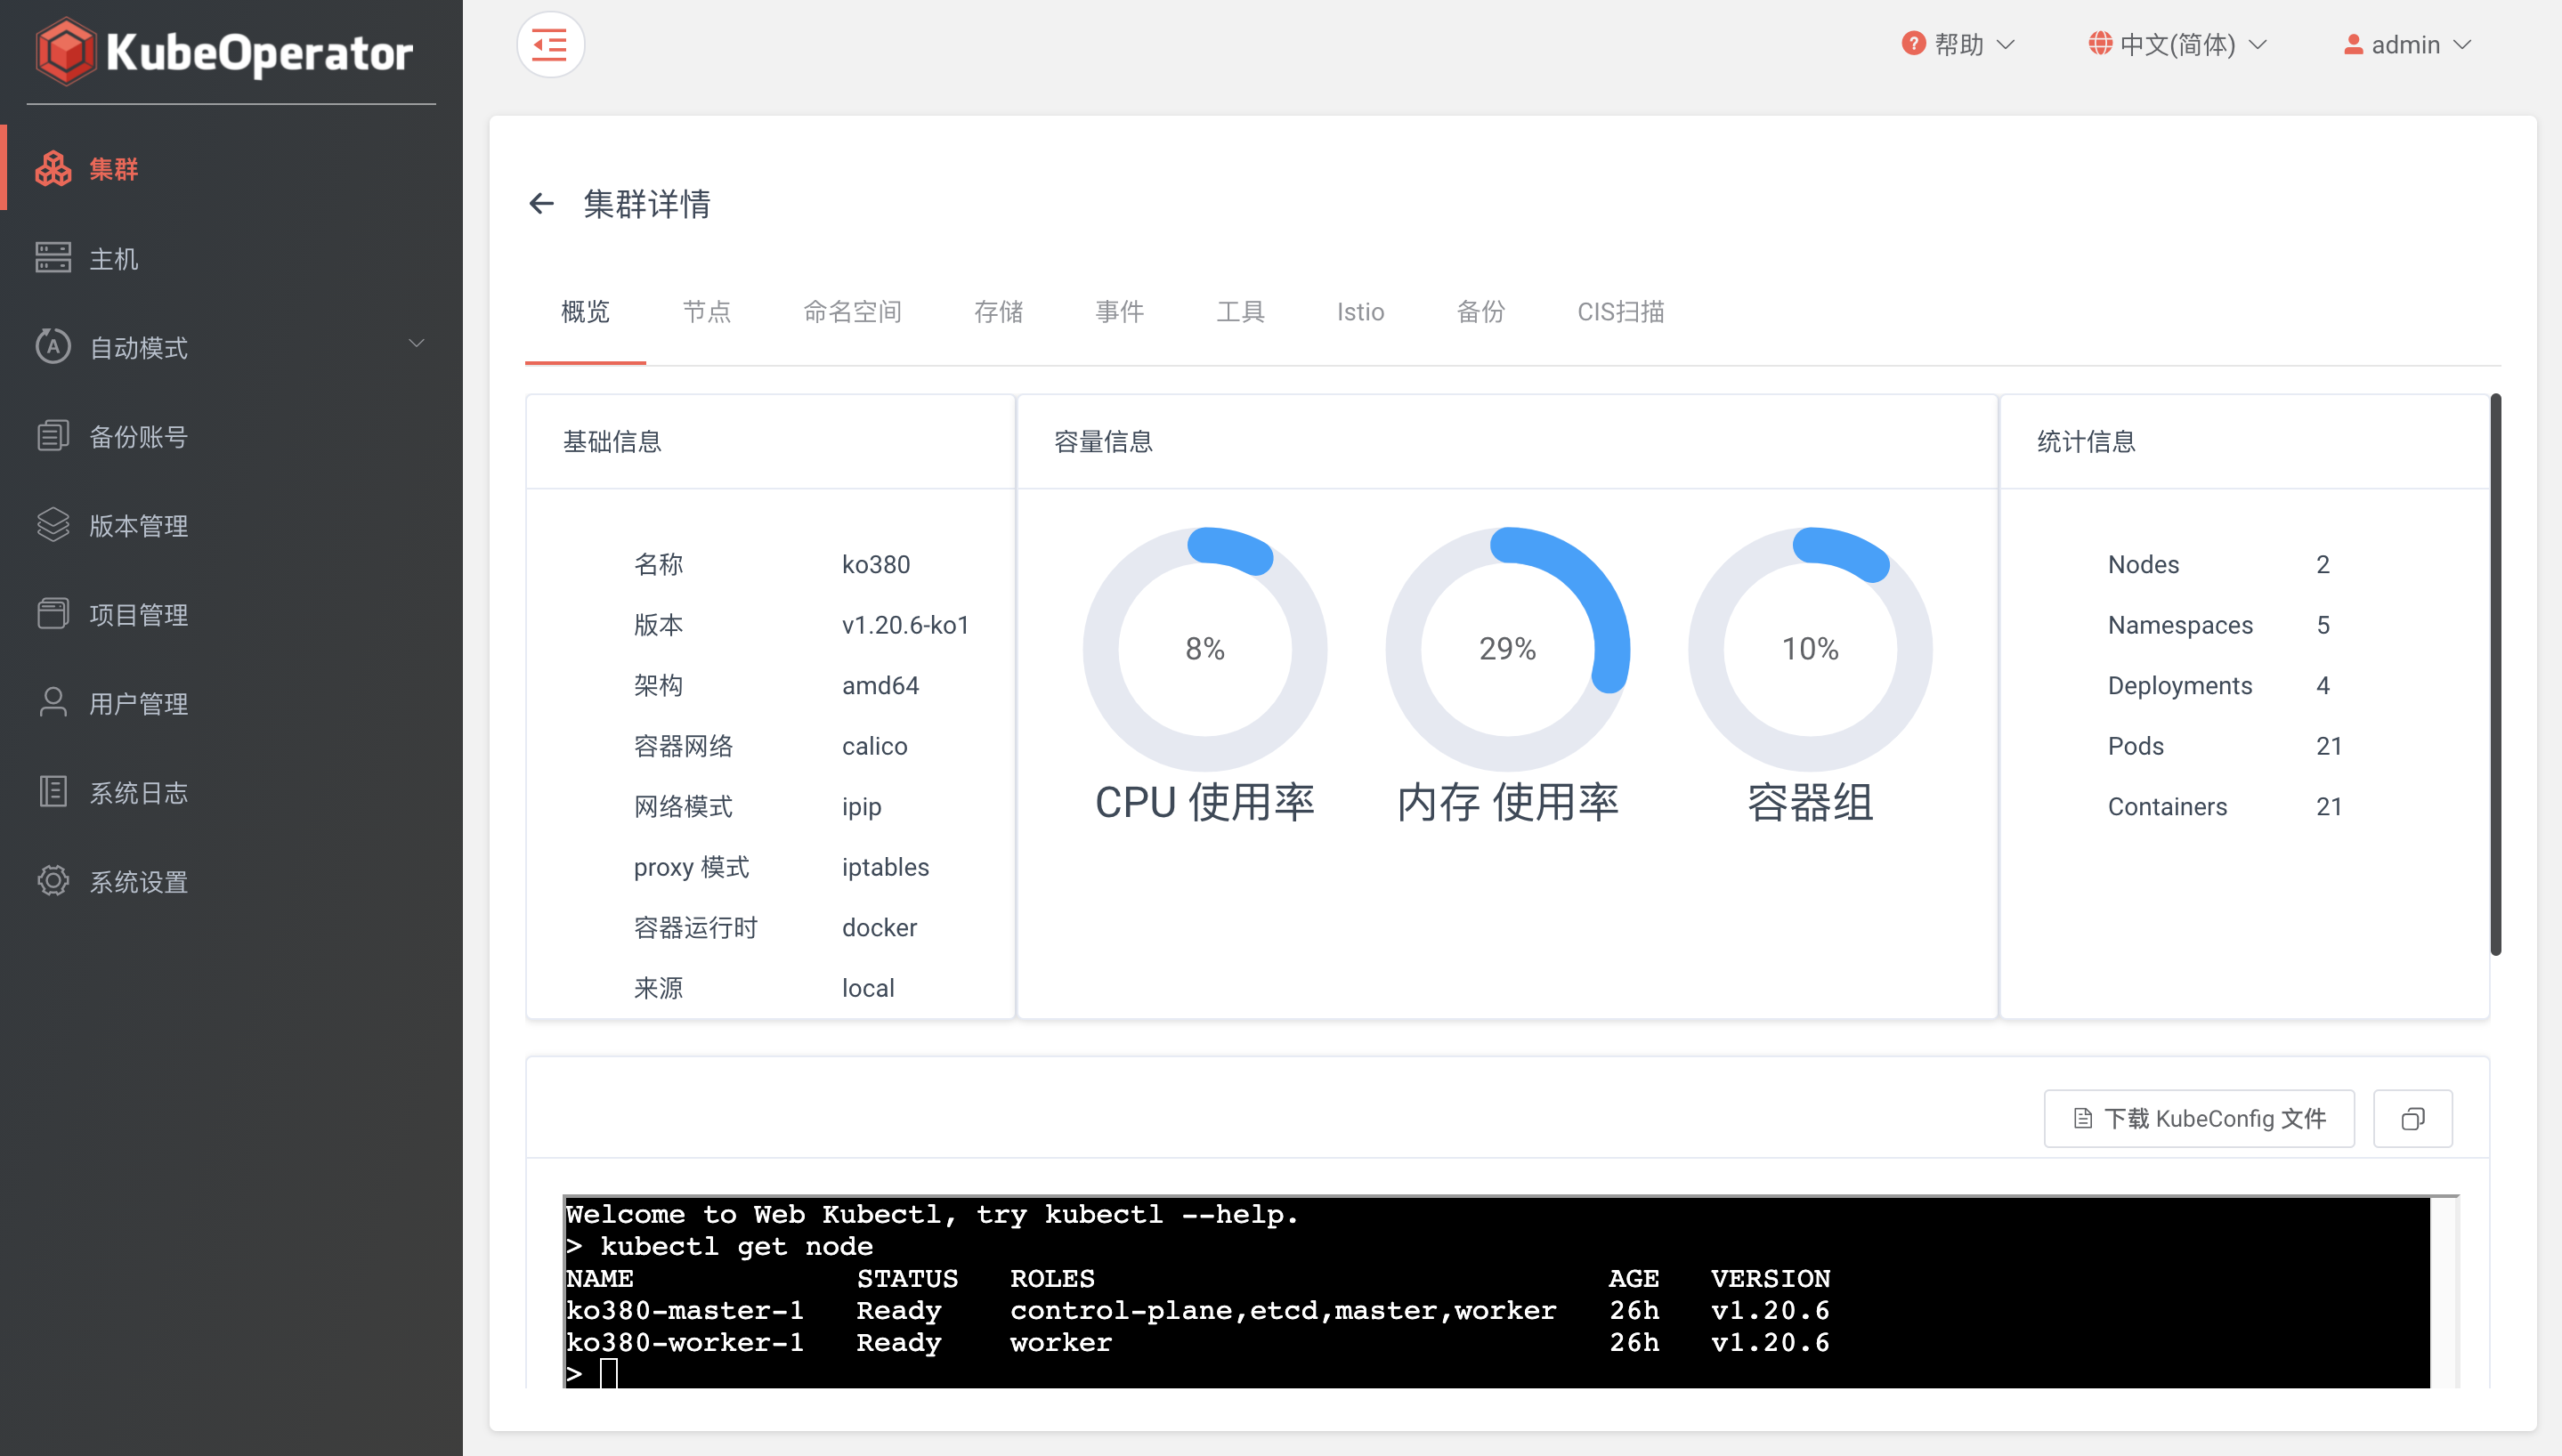 KubeOperator
帮助
中文(简体)
admin
集群
主机
自动模式
备份账号
版本管理
项目管理
用户管理
系统日志
系统设置
集群详情
概览 节点 命名空间 存储 事件 工具 Istio 备份 CIS扫描
基础信息
名称 ko380
版本 v1.20.6-ko1
架构 amd64
容器网络 calico
网络模式 ipip
proxy 模式 iptables
容器运行时 docker
来源 local
容量信息
8% 29% 10%
CPU 使用率 内存 使用率 容器组
统计信息
Nodes 2
Namespaces 5
Deployments 4
Pods 21
Containers 21
下载 KubeConfig 文件
Welcome to Web Kubectl, try kubectl --help.
> kubectl get node
NAME STATUS ROLES AGE VERSION
ko380-master-1 Ready control-plane,etcd,master,worker 26h v1.20.6
ko380-worker-1 Ready worker 26h v1.20.6
>